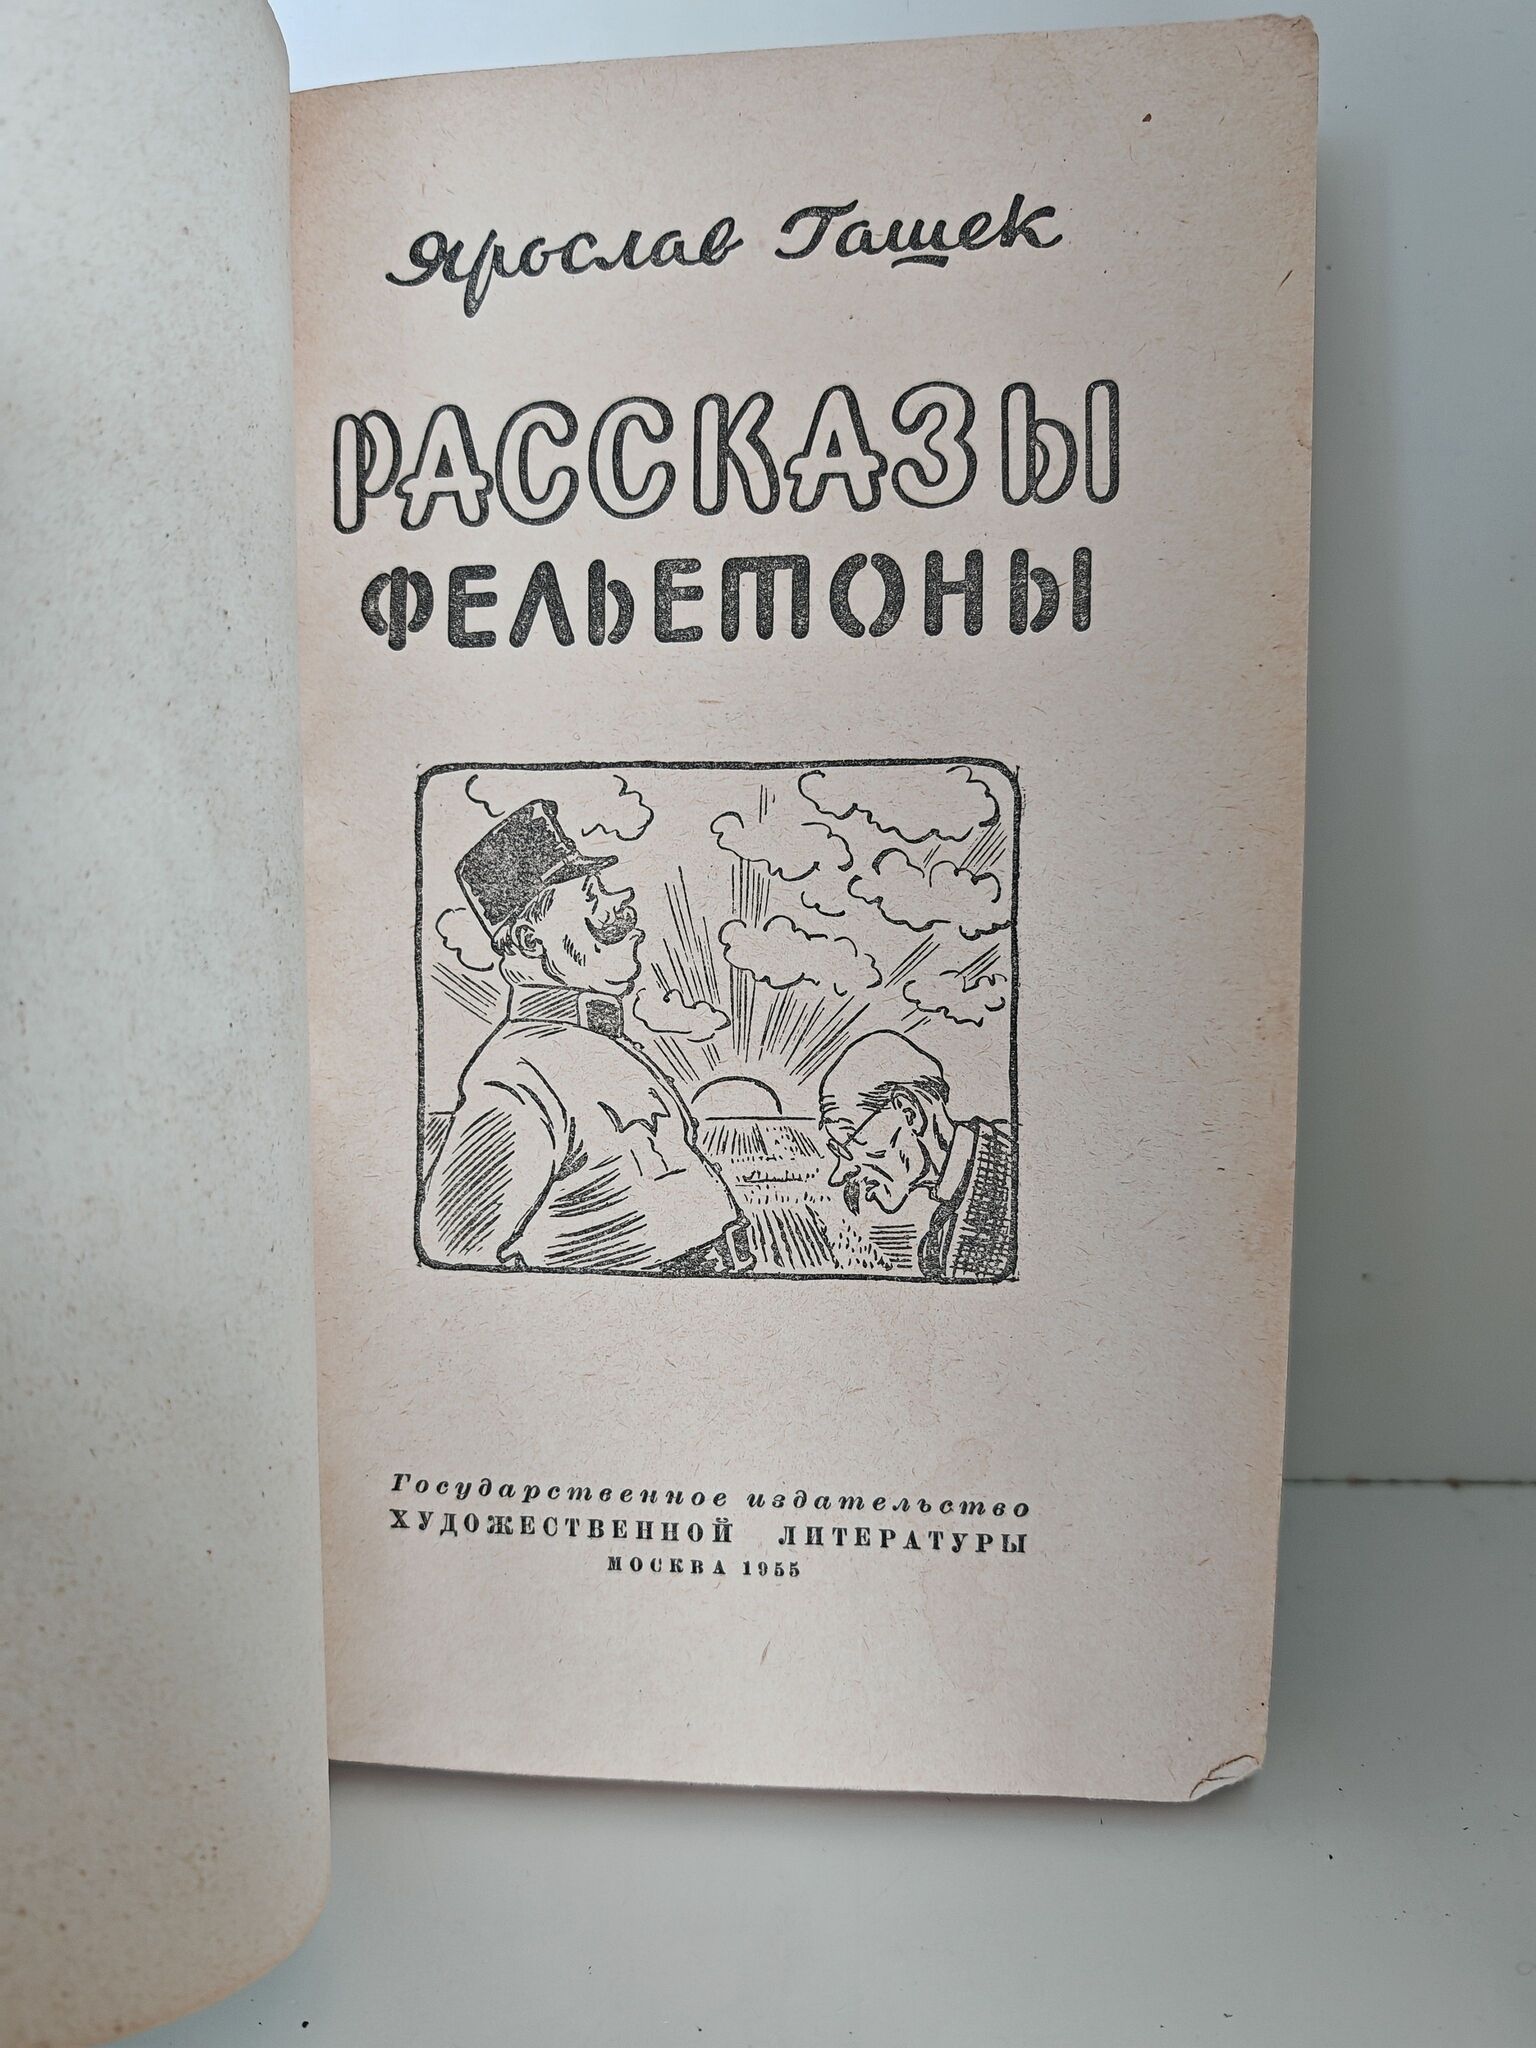 Ярослав Гашек
РАССКАЗЫ
ФЕЛЬЕТОНЫ
Государственное издательство
ХУДОЖЕСТВЕННОЙ ЛИТЕРАТУРЫ
МОСКВА 1955